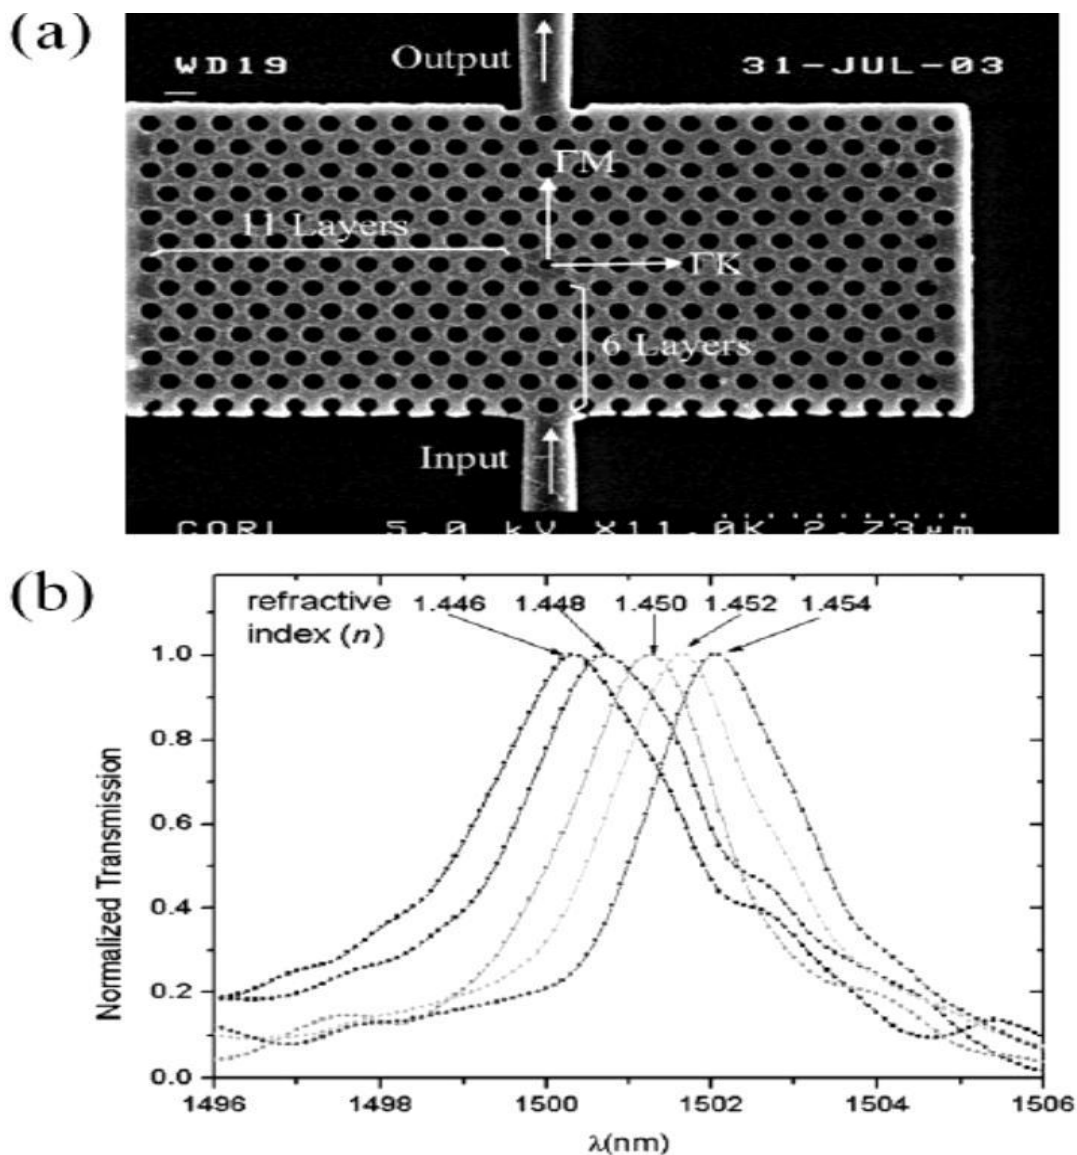 (a)
WD19 Output 31-JUL-03
ΓM
11 Layers
ΓK
6 Layers
Input
CORL 5.0 kV X11.0K 2.73µm
(b)
refractive 1.446 1.448 1.450 1.452 1.454
index (n)
1.0
0.8
0.6
0.4
0.2
0.0
Normalized Transmission
1496 1498 1500 1502 1504 1506
λ(nm)